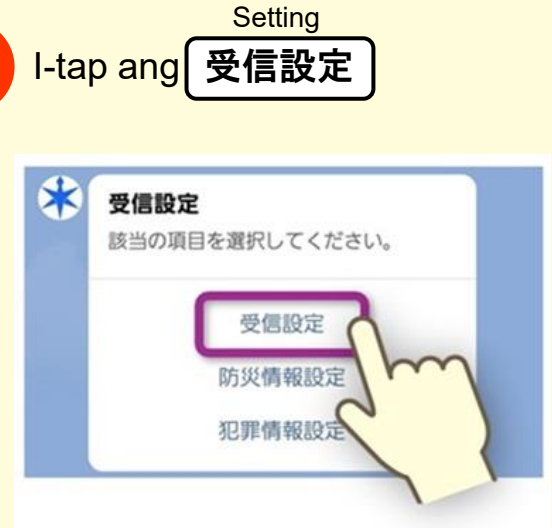 Setting
I-tap ang 受信設定
受信設定
該当の項目を選択してください。
受信設定
防災情報設定
犯罪情報設定